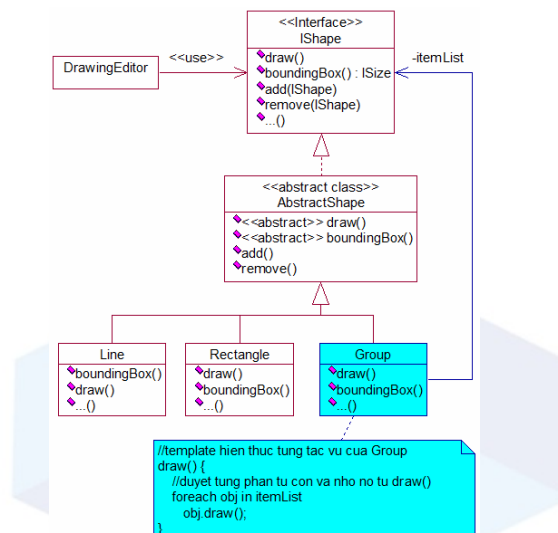 <<Interface>>
IShape
draw()
boundingBox() : ISize
add(IShape)
remove(IShape)
...()
DrawingEditor
<<use>>
-itemList
<<abstract class>>
AbstractShape
<<abstract>> draw()
<<abstract>> boundingBox()
add()
remove()
Line
boundingBox()
draw()
...()
Rectangle
draw()
boundingBox()
...()
Group
draw()
boundingBox()
...()
//template hien thuc tung tac vu cua Group
draw() {
//duyet tung phan tu con va nho no tu draw()
foreach obj in itemList
obj.draw();
}